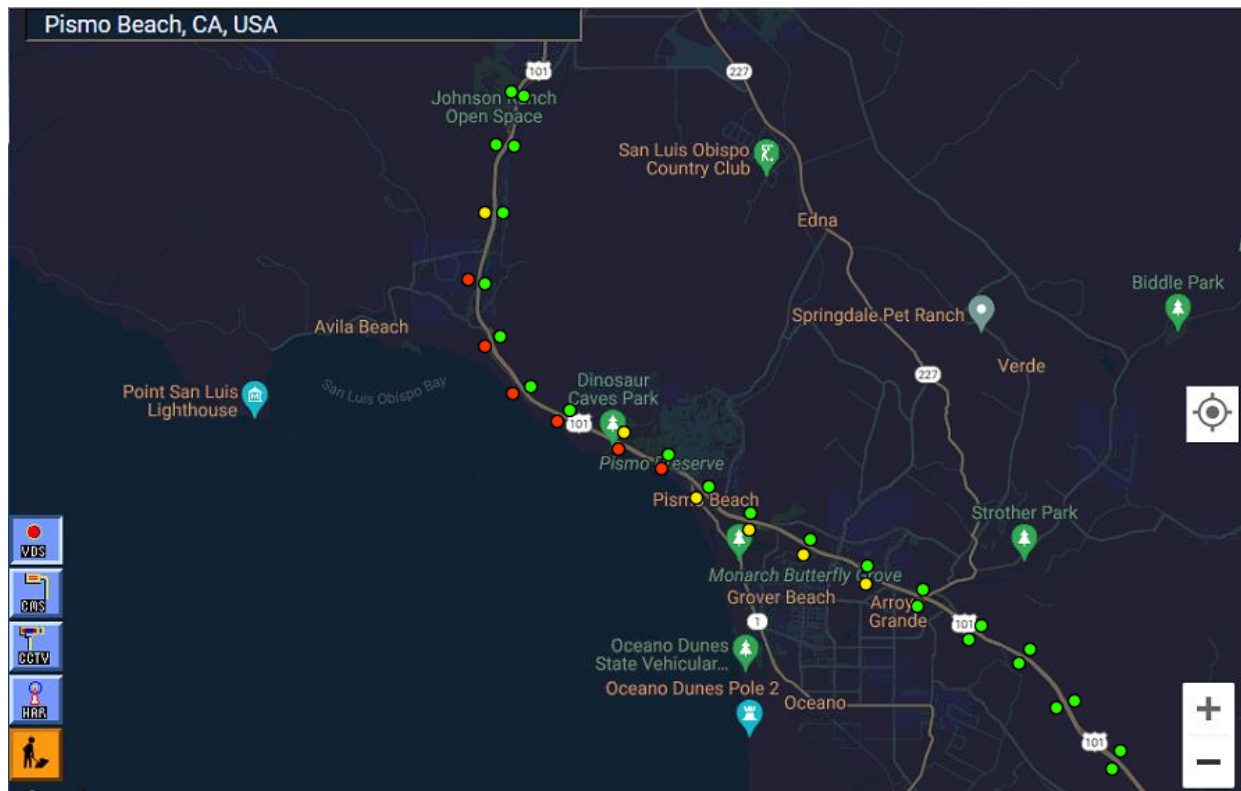 Pismo Beach, CA, USA
101
227
Johnson Ranch
Open Space
San Luis Obispo
Country Club
Edna
Biddle Park
Springdale Pet Ranch
Avila Beach
Verde
227
Point San Luis
Lighthouse
San Luis Obispo Bay
Dinosaur
Caves Park
101
Pismo Preserve
Pismo Beach
Strother Park
Monarch Butterfly Grove
Grover Beach
Arroy
Grande
1
101
Oceano Dunes
State Vehicular...
Oceano Dunes Pole 2
Oceano
101
VDS
CMS
CCTV
HAR
+
−